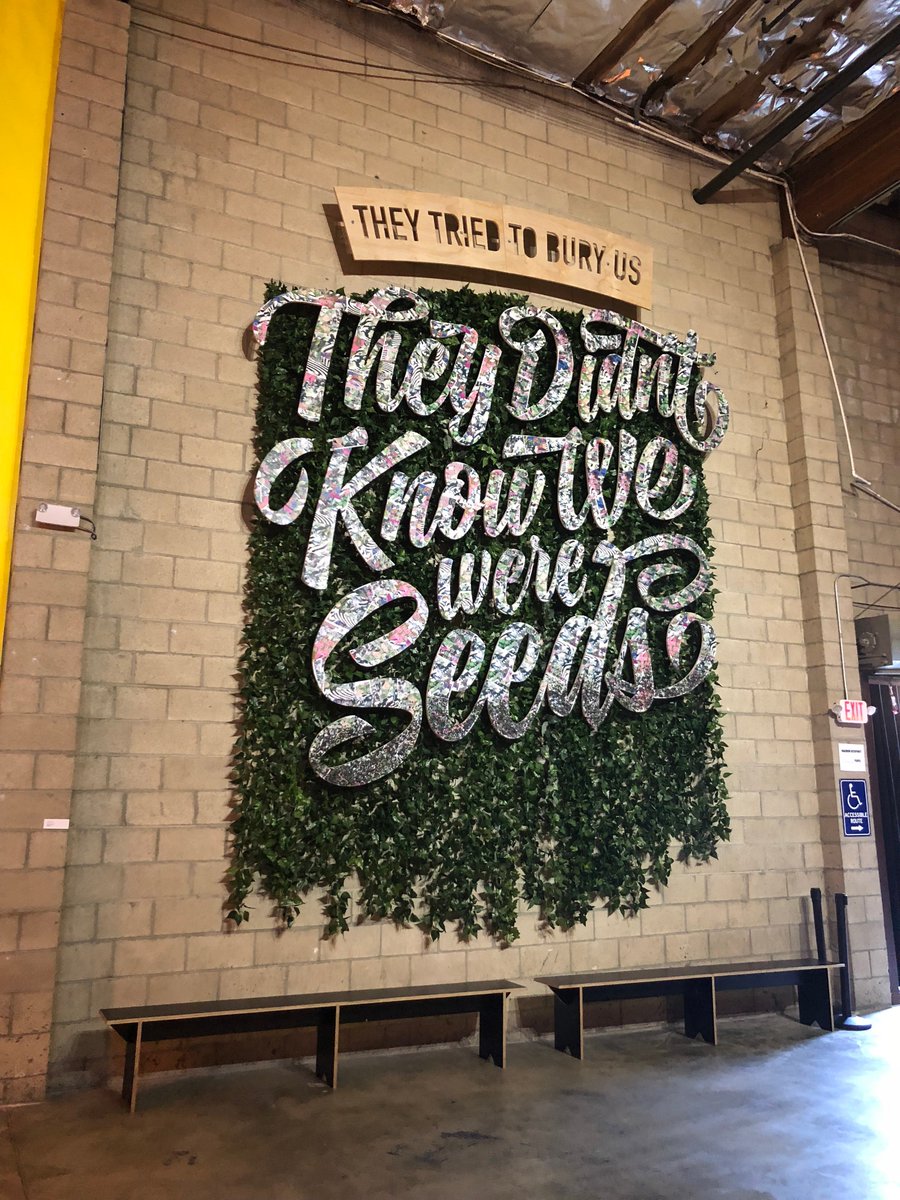 THEY TRIED TO BURY US
They Didn't
Know We
were
Seeds
EXIT
ACCESSIBLE
ROUTE